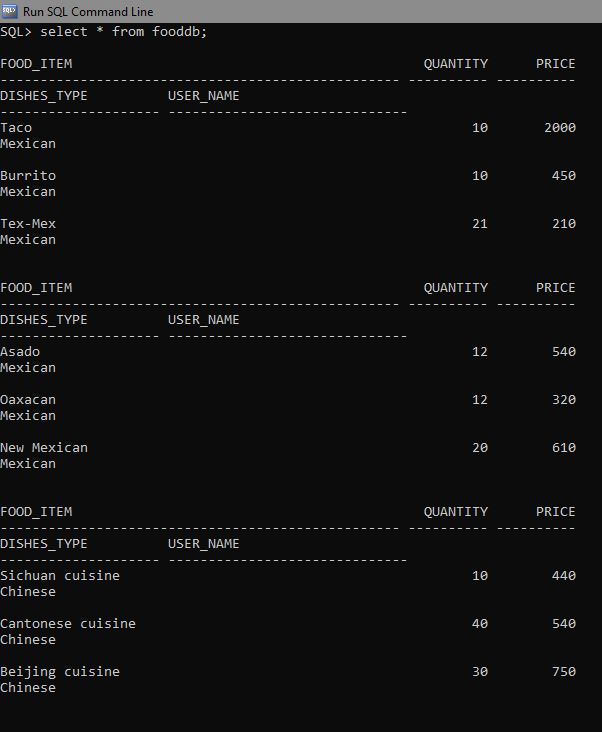 Run SQL Command Line
SQL> select * from fooddb;
FOOD_ITEM QUANTITY PRICE
-------------------------------------------------- ---------- ----------
DISHES_TYPE USER_NAME
-------------------- ------------------------------
Taco 10 2000
Mexican
Burrito 10 450
Mexican
Tex-Mex 21 210
Mexican
FOOD_ITEM QUANTITY PRICE
-------------------------------------------------- ---------- ----------
DISHES_TYPE USER_NAME
-------------------- ------------------------------
Asado 12 540
Mexican
Oaxacan 12 320
Mexican
New Mexican 20 610
Mexican
FOOD_ITEM QUANTITY PRICE
-------------------------------------------------- ---------- ----------
DISHES_TYPE USER_NAME
-------------------- ------------------------------
Sichuan cuisine 10 440
Chinese
Cantonese cuisine 40 540
Chinese
Beijing cuisine 30 750
Chinese